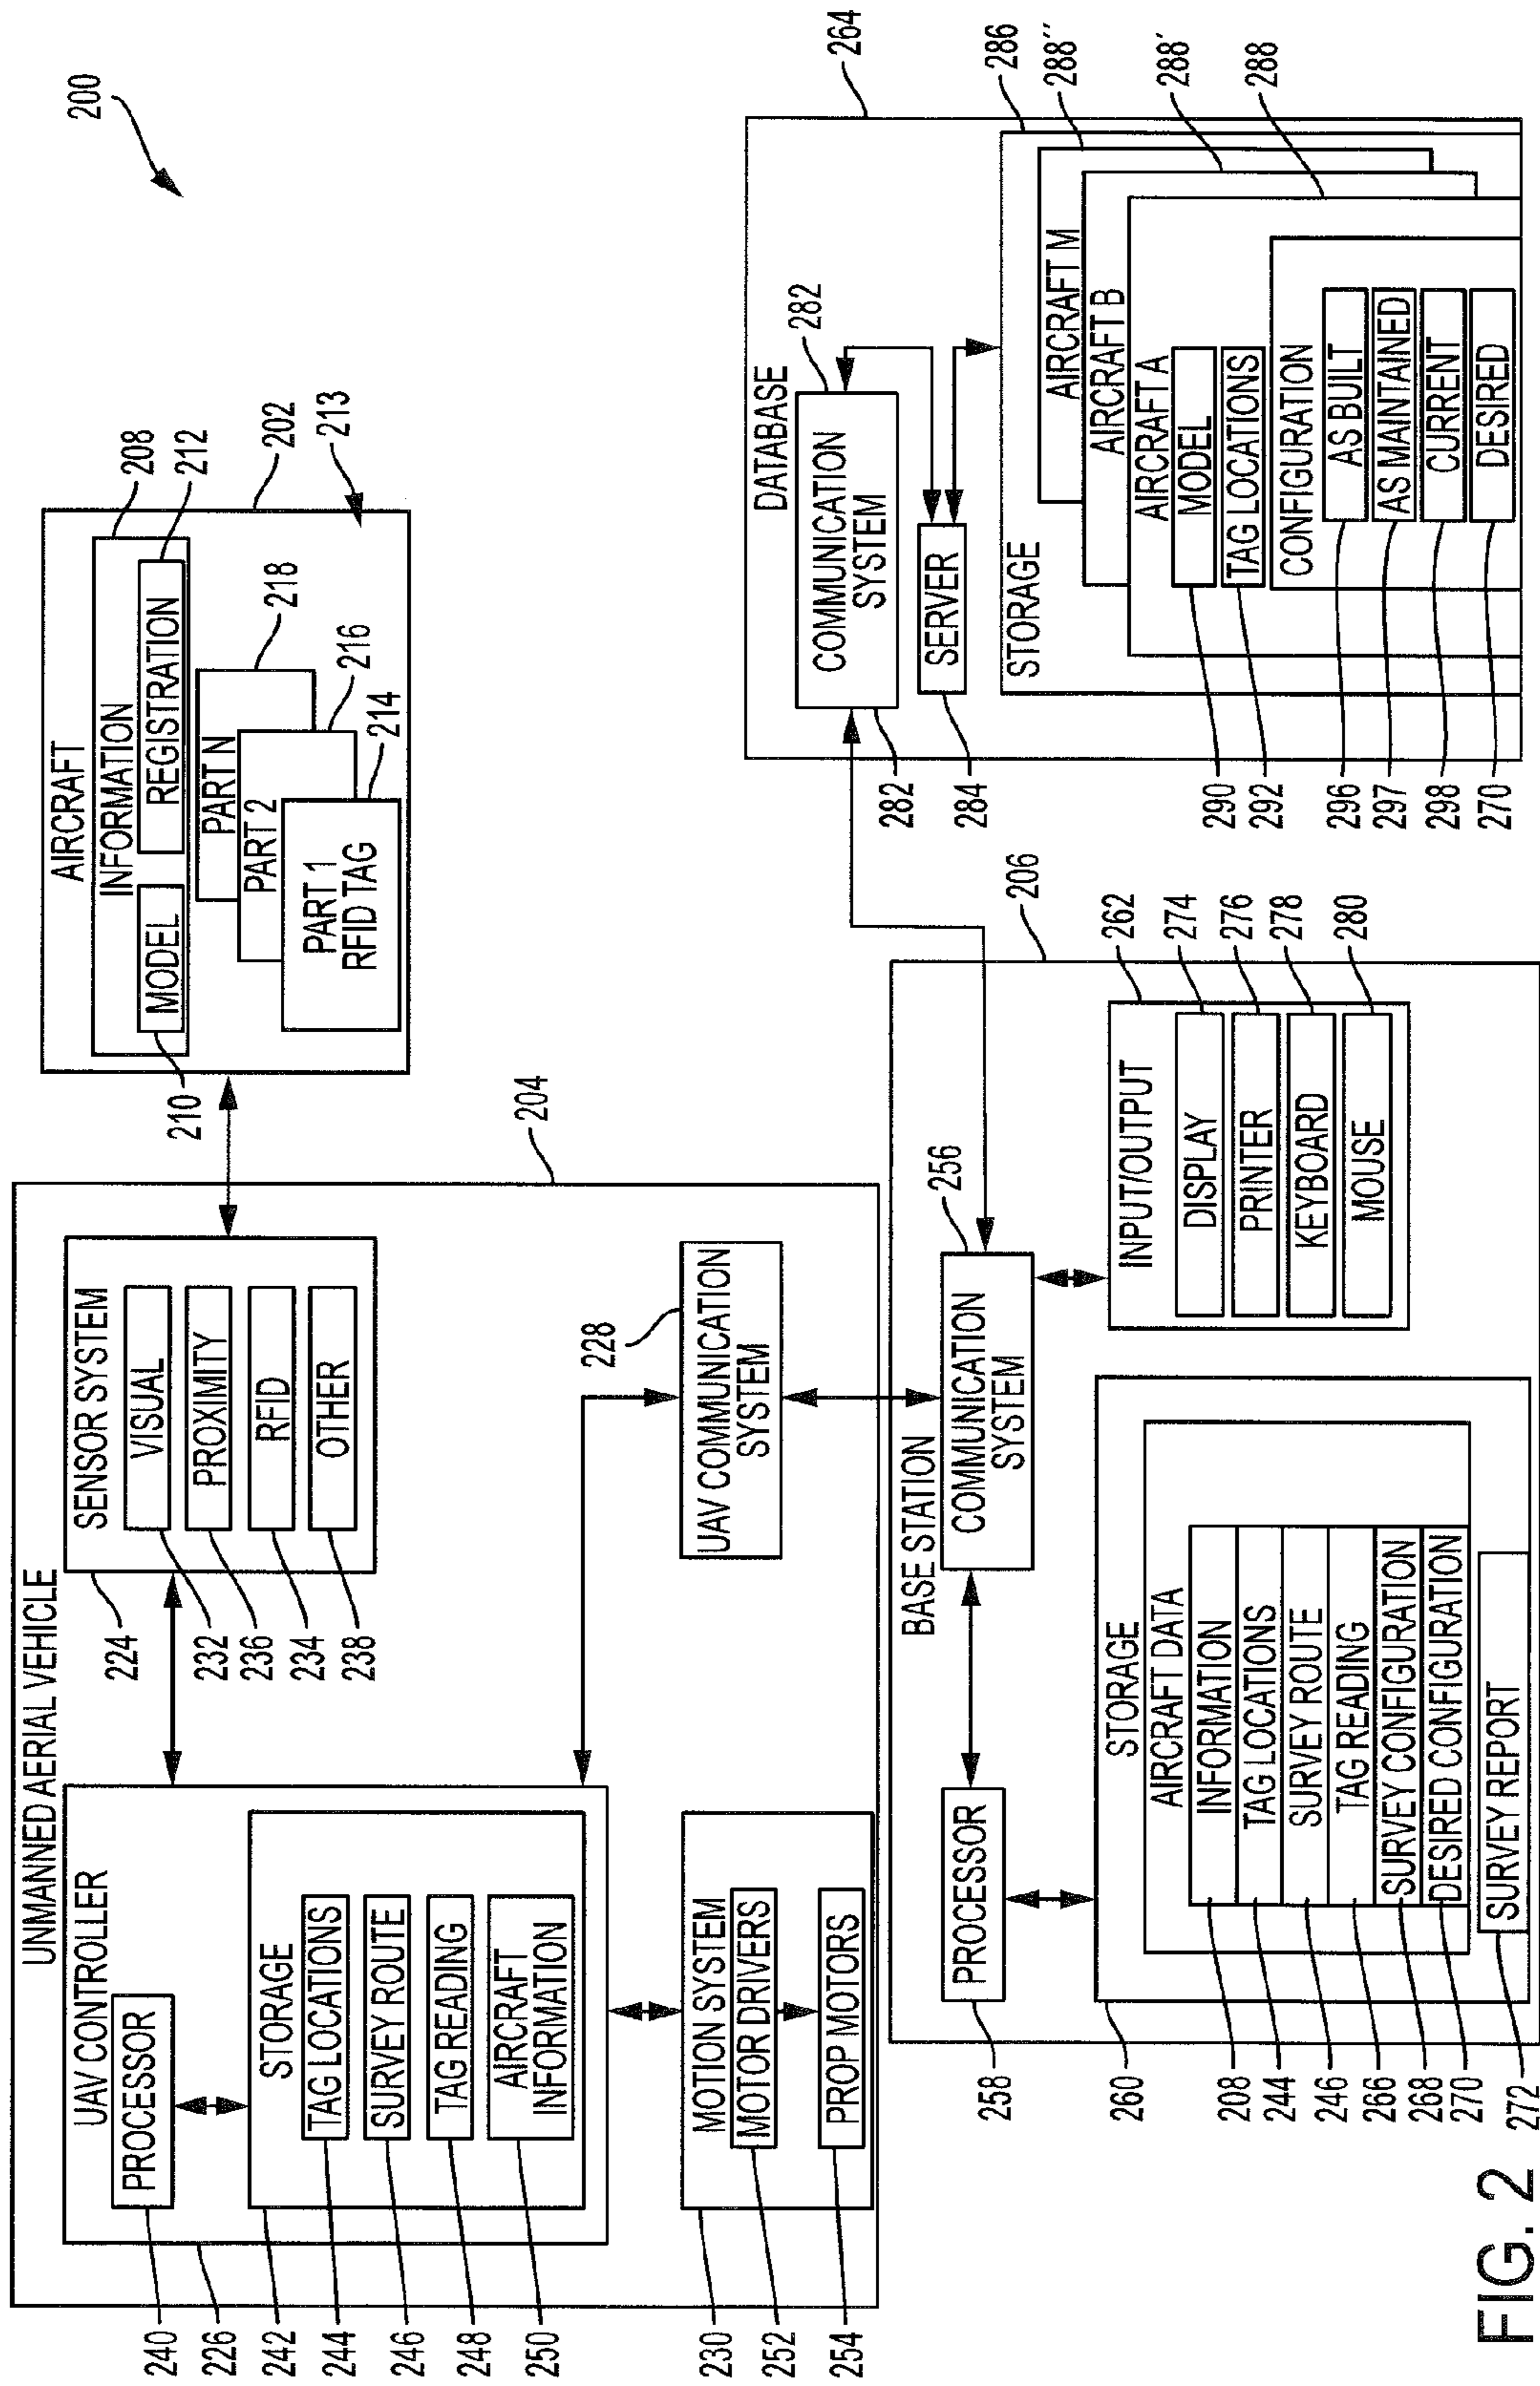 200
UNMANNED AERIAL VEHICLE
204
UAV CONTROLLER
PROCESSOR
STORAGE
TAG LOCATIONS
SURVEY ROUTE
TAG READING
AIRCRAFT
INFORMATION
240
226
242
244
246
248
250
SENSOR SYSTEM
VISUAL
PROXIMITY
RFID
OTHER
224
232
236
234
238
MOTION SYSTEM
MOTOR DRIVERS
PROP MOTORS
230
252
254
UAV COMMUNICATION
SYSTEM
228
AIRCRAFT
INFORMATION
MODEL
REGISTRATION
PART N
PART 2
PART 1
RFID TAG
210
208
212
202
213
218
216
214
BASE STATION
206
PROCESSOR
258
COMMUNICATION
SYSTEM
256
STORAGE
AIRCRAFT DATA
INFORMATION
TAG LOCATIONS
SURVEY ROUTE
TAG READING
SURVEY CONFIGURATION
DESIRED CONFIGURATION
SURVEY REPORT
260
208
244
246
266
268
270
272
INPUT/OUTPUT
DISPLAY
PRINTER
KEYBOARD
MOUSE
262
274
276
278
280
DATABASE
264
COMMUNICATION
SYSTEM
282
282
SERVER
284
STORAGE
286
AIRCRAFT M
288''
AIRCRAFT B
288'
AIRCRAFT A
288
MODEL
TAG LOCATIONS
CONFIGURATION
AS BUILT
AS MAINTAINED
CURRENT
DESIRED
290
292
296
297
298
270
FIG. 2